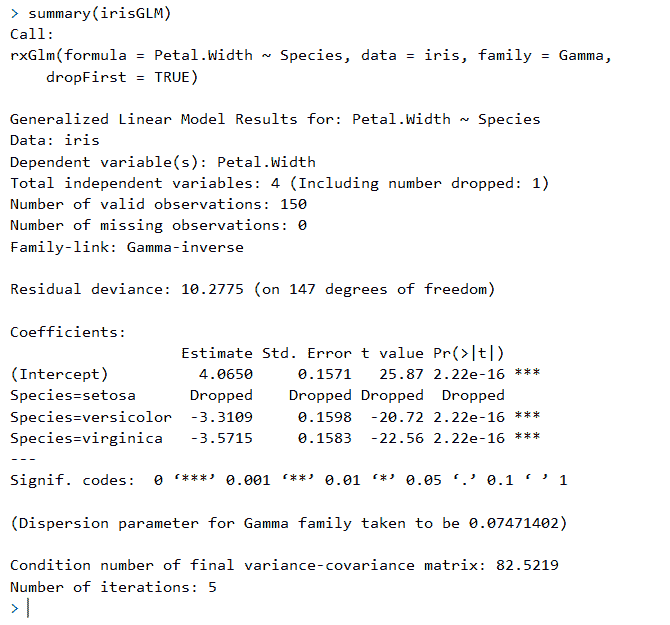 > summary(irisGLM)
Call:
rxGlm(formula = Petal.Width ~ Species, data = iris, family = Gamma,
    dropFirst = TRUE)

Generalized Linear Model Results for: Petal.Width ~ Species
Data: iris
Dependent variable(s): Petal.Width
Total independent variables: 4 (Including number dropped: 1)
Number of valid observations: 150
Number of missing observations: 0
Family-link: Gamma-inverse

Residual deviance: 10.2775 (on 147 degrees of freedom)

Coefficients:
                   Estimate Std. Error t value Pr(>|t|)
(Intercept)          4.0650     0.1571   25.87 2.22e-16 ***
Species=setosa      Dropped    Dropped Dropped  Dropped
Species=versicolor  -3.3109     0.1598  -20.72 2.22e-16 ***
Species=virginica   -3.5715     0.1583  -22.56 2.22e-16 ***
---
Signif. codes:  0 ‘***’ 0.001 ‘**’ 0.01 ‘*’ 0.05 ‘.’ 0.1 ‘ ’ 1

(Dispersion parameter for Gamma family taken to be 0.07471402)

Condition number of final variance-covariance matrix: 82.5219
Number of iterations: 5
>